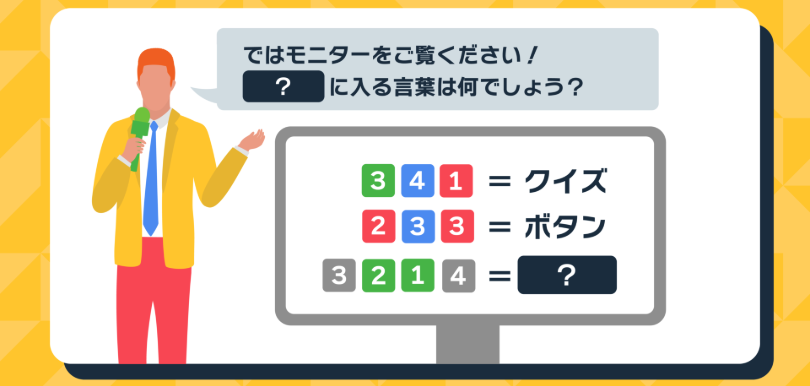 ではモニターをご覧ください！
？に入る言葉は何でしょう？
3 4 1 = クイズ
2 3 3 = ボタン
3 2 1 4 = ？